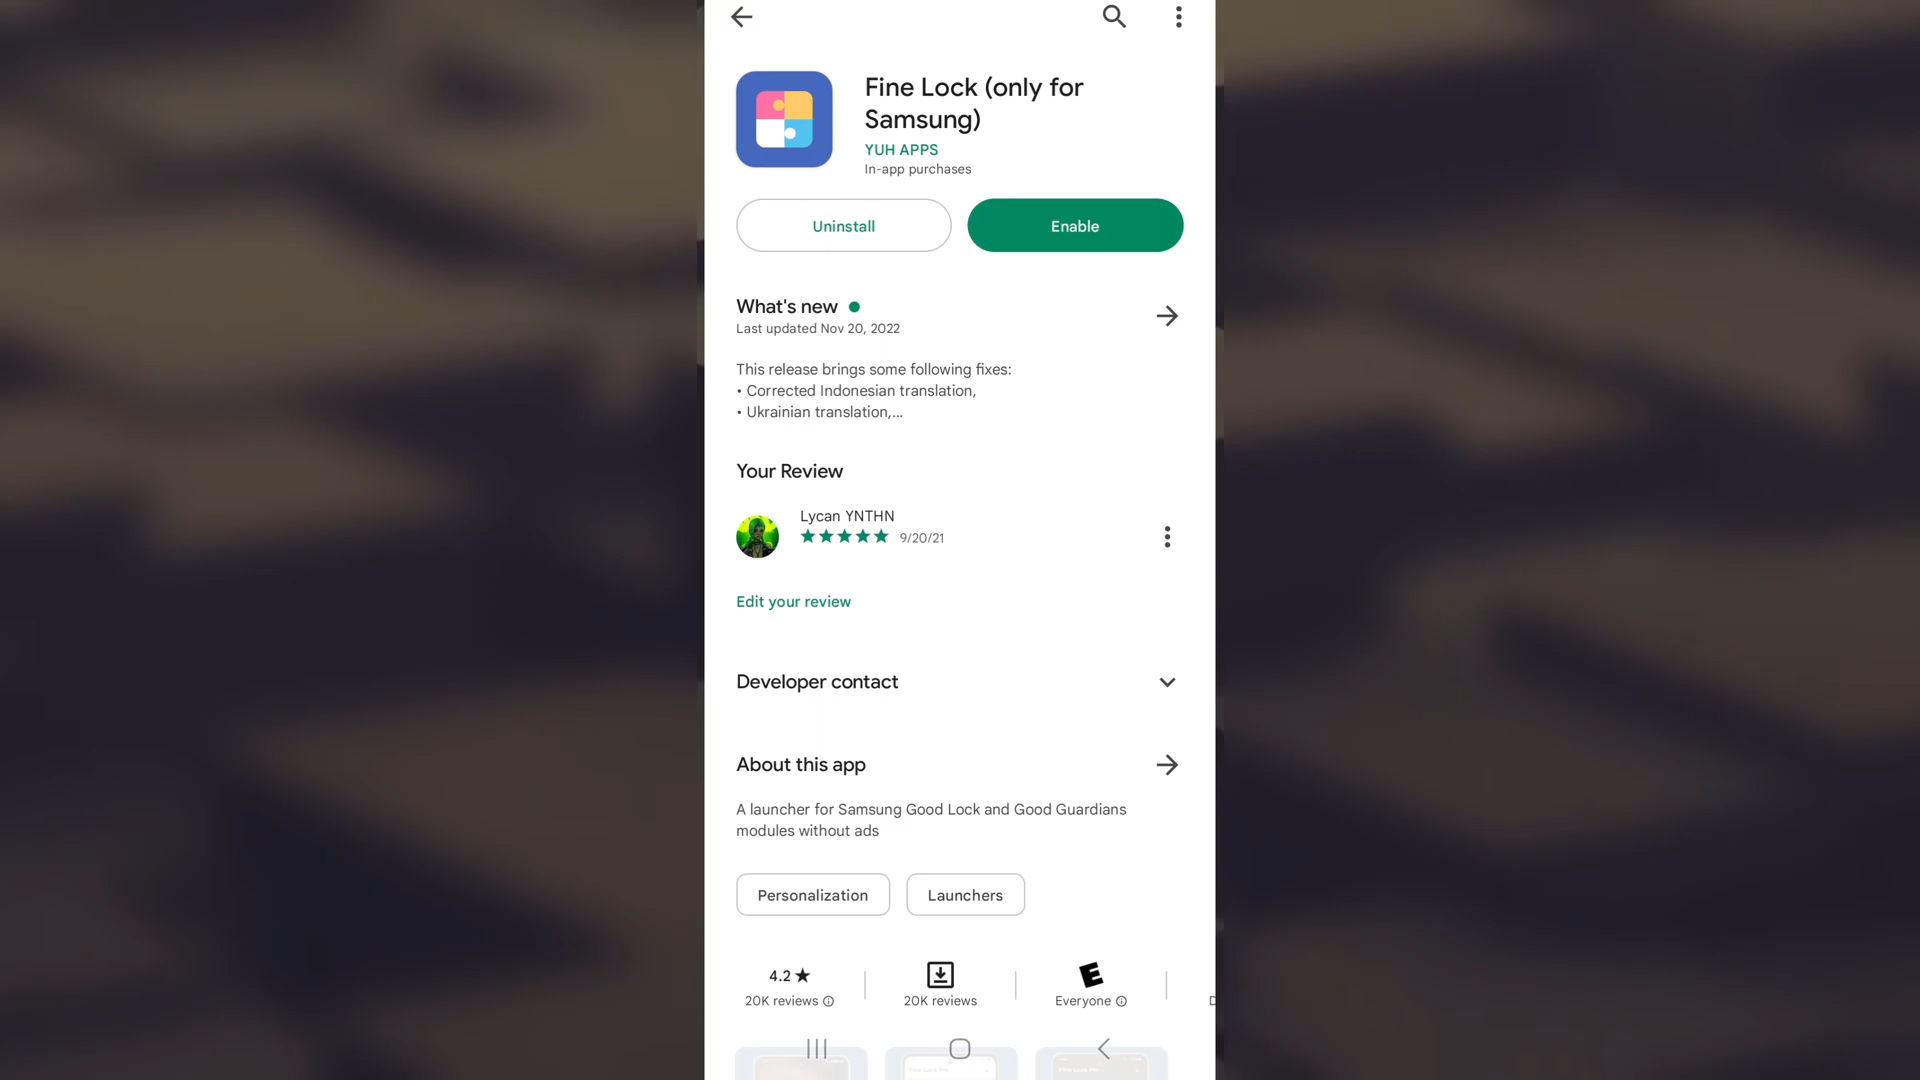 Fine Lock (only for
Samsung)
YUH APPS
In-app purchases
Uninstall
Enable
What's new
Last updated Nov 20, 2022
This release brings some following fixes:
• Corrected Indonesian translation,
• Ukrainian translation,...
Your Review
Lycan YNTHN
9/20/21
Edit your review
Developer contact
About this app
A launcher for Samsung Good Lock and Good Guardians
modules without ads
Personalization
Launchers
4.2★
20K reviews
20K reviews
E
Everyone